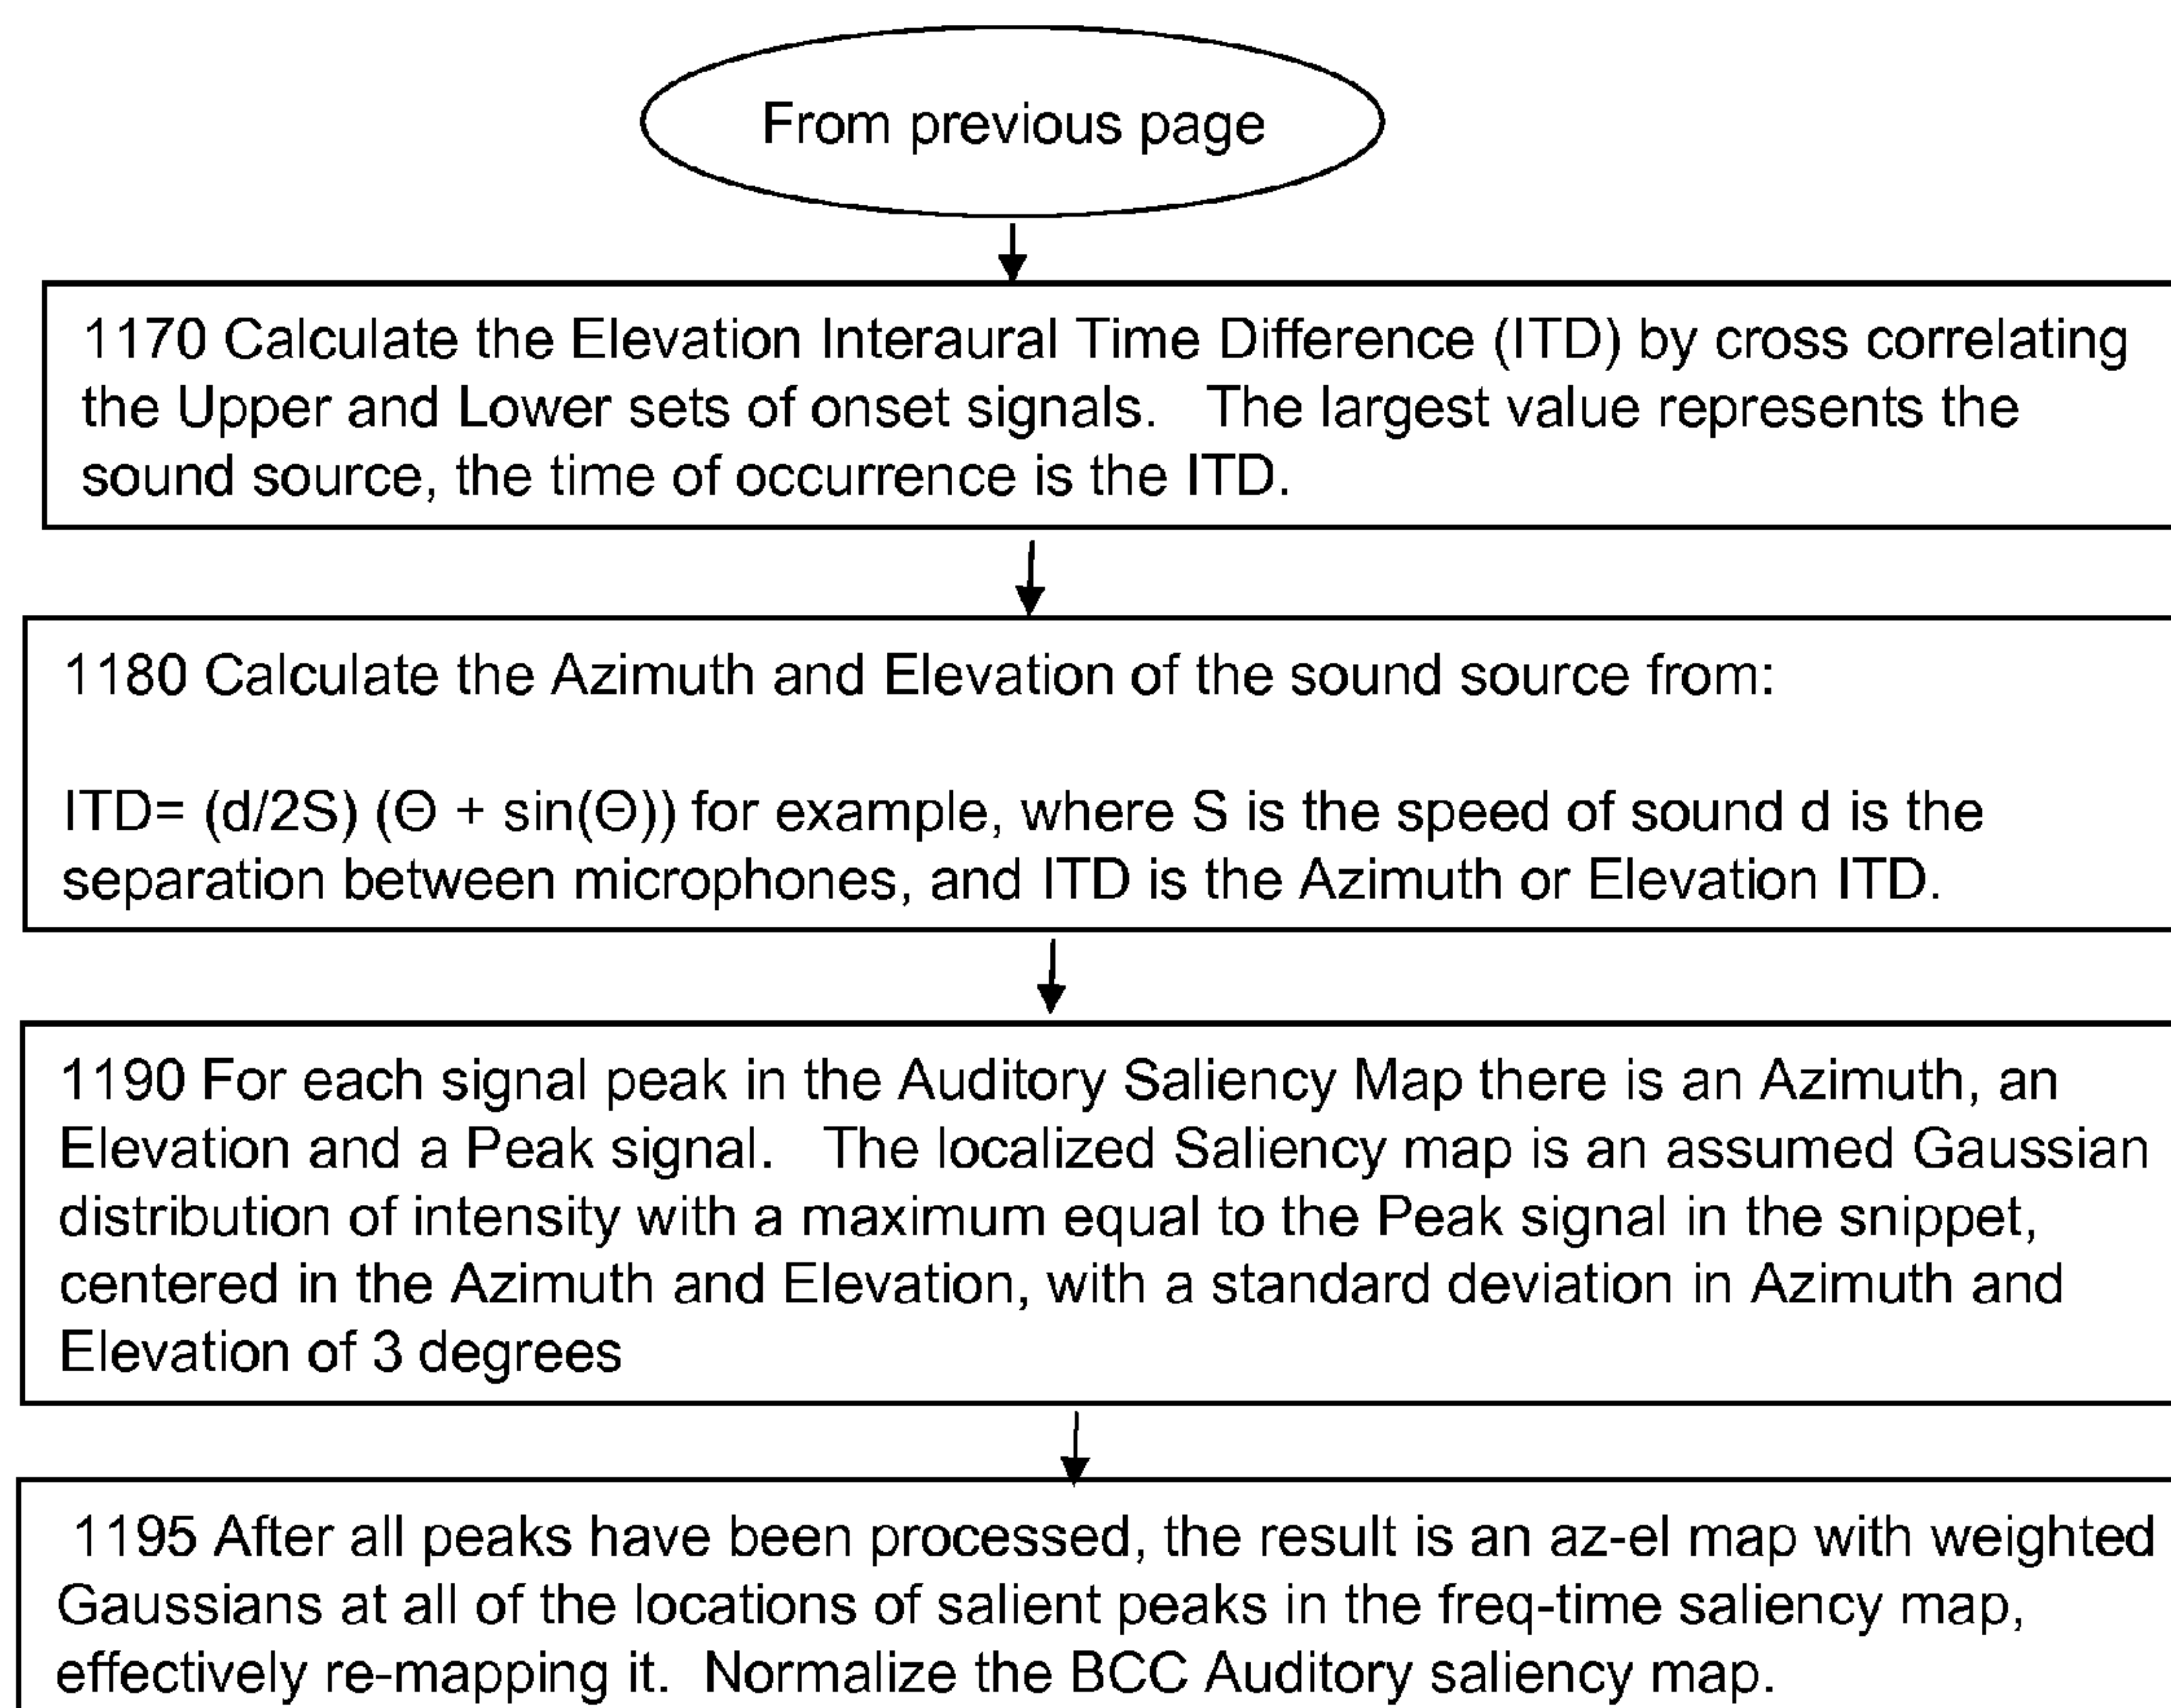 From previous page
1170 Calculate the Elevation Interaural Time Difference (ITD) by cross correlating
the Upper and Lower sets of onset signals. The largest value represents the
sound source, the time of occurrence is the ITD.
1180 Calculate the Azimuth and Elevation of the sound source from:
ITD= (d/2S) (Θ + sin(Θ)) for example, where S is the speed of sound d is the
separation between microphones, and ITD is the Azimuth or Elevation ITD.
1190 For each signal peak in the Auditory Saliency Map there is an Azimuth, an
Elevation and a Peak signal. The localized Saliency map is an assumed Gaussian
distribution of intensity with a maximum equal to the Peak signal in the snippet,
centered in the Azimuth and Elevation, with a standard deviation in Azimuth and
Elevation of 3 degrees
1195 After all peaks have been processed, the result is an az-el map with weighted
Gaussians at all of the locations of salient peaks in the freq-time saliency map,
effectively re-mapping it. Normalize the BCC Auditory saliency map.